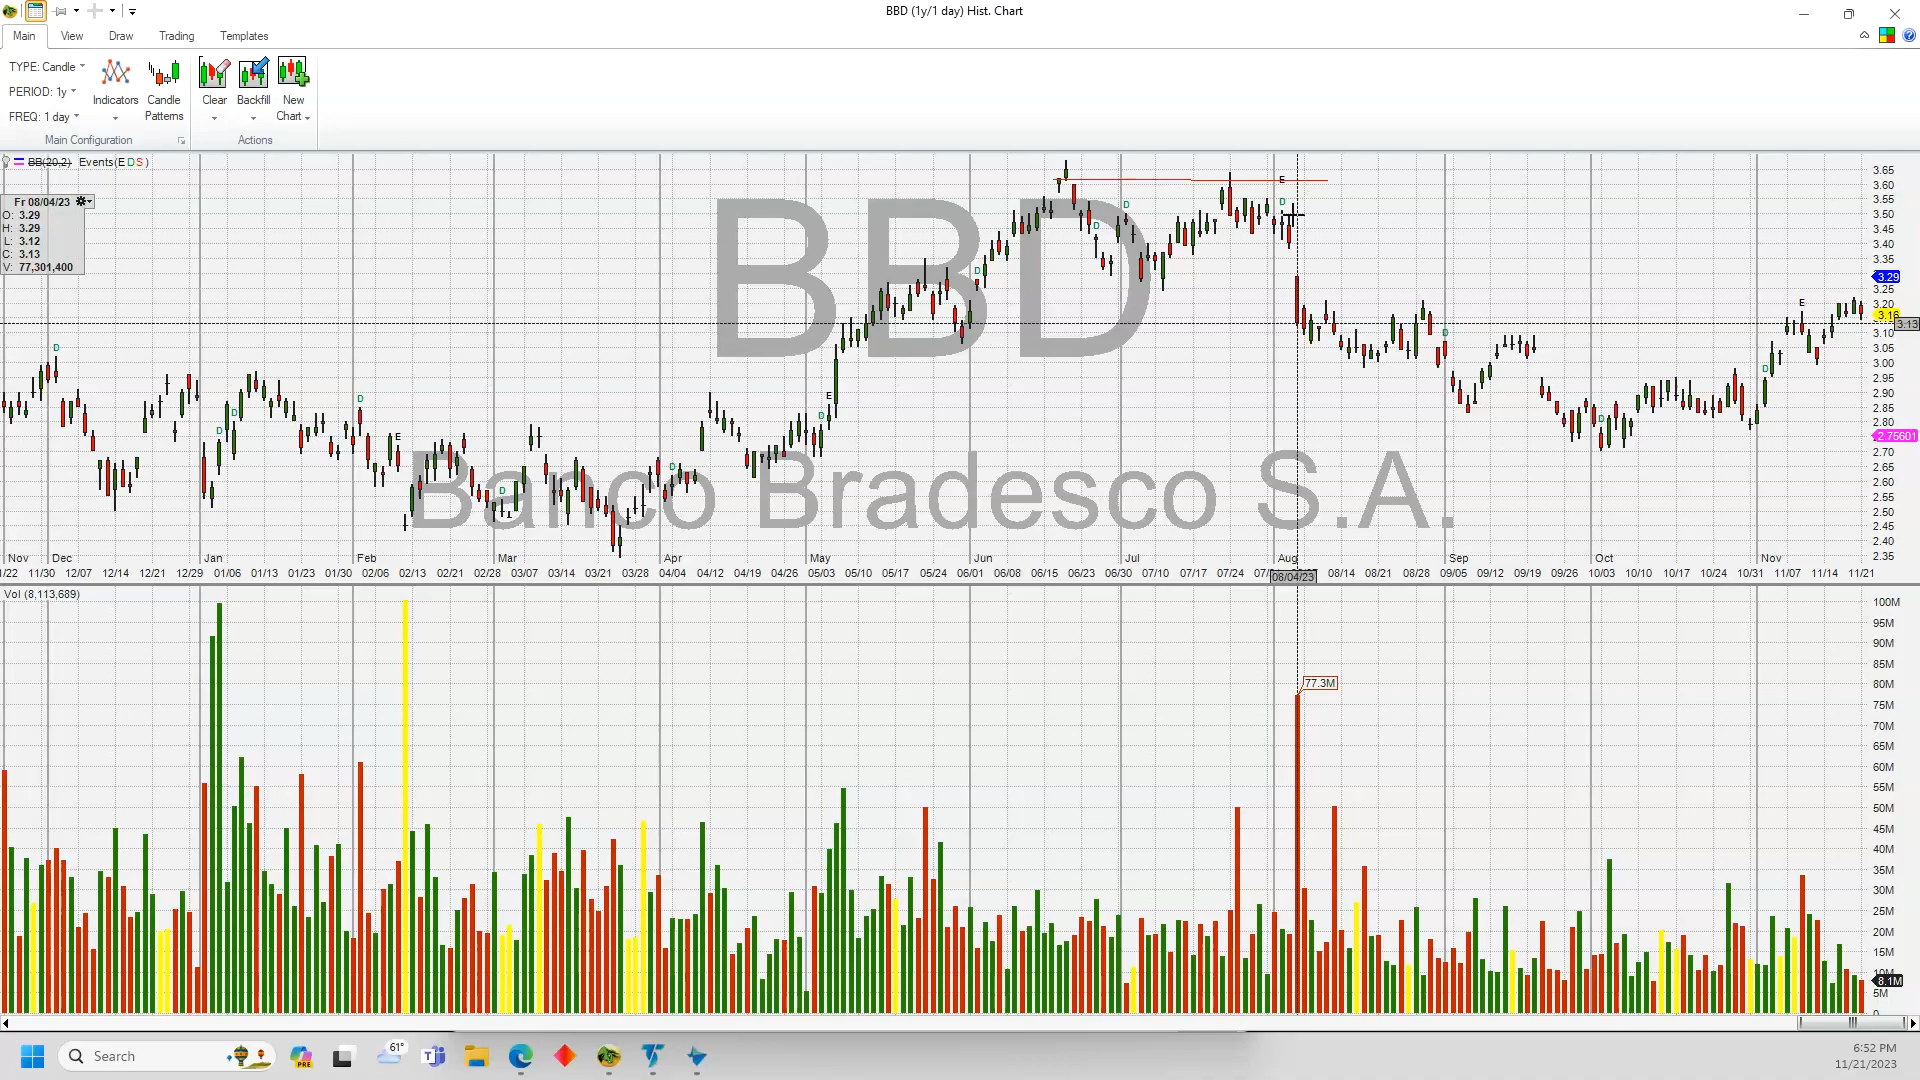 BBD (1y/1 day) Hist. Chart
Main View Draw Trading Templates
TYPE: Candle
PERIOD: 1y
FREQ: 1 day
Indicators
Candle Patterns
Clear
Backfill
New Chart
Main Configuration
Actions
BB(20,2) Events(E D S )
Fr 08/04/23
O: 3.29
H: 3.29
L: 3.12
C: 3.13
V: 77,301,400
BBD
Banco Bradesco S.A.
D D D D E D D E D D D D E D D D D E
3.65
3.60
3.55
3.50
3.45
3.40
3.35
3.29
3.25
3.20
3.16
3.13
3.10
3.05
3.00
2.95
2.90
2.85
2.80
2.75601
2.70
2.65
2.60
2.55
2.50
2.45
2.40
2.35
Nov Dec Jan Feb Mar Apr May Jun Jul Aug Sep Oct Nov
/22 11/30 12/07 12/14 12/21 12/29 01/06 01/13 01/23 01/30 02/06 02/13 02/21 02/28 03/07 03/14 03/21 03/28 04/04 04/12 04/19 04/26 05/03 05/10 05/17 05/24 06/01 06/08 06/15 06/23 06/30 07/10 07/17 07/24 08/04/23 08/14 08/21 08/28 09/05 09/12 09/19 09/26 10/03 10/10 10/17 10/24 10/31 11/07 11/14 11/21
Vol (8,113,689)
77.3M
100M
95M
90M
85M
80M
75M
70M
65M
60M
55M
50M
45M
40M
35M
30M
25M
20M
15M
10M
8.1M
5M
0
Search
PRE
61°
6:52 PM
11/21/2023